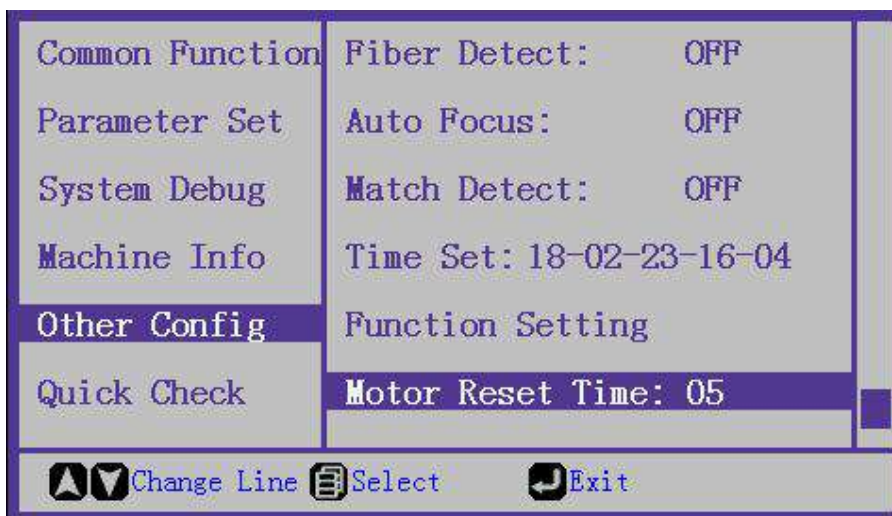 Common Function
Parameter Set
System Debug
Machine Info
Other Config
Quick Check
Fiber Detect: OFF
Auto Focus: OFF
Match Detect: OFF
Time Set: 18-02-23-16-04
Function Setting
Motor Reset Time: 05
Change Line Select Exit